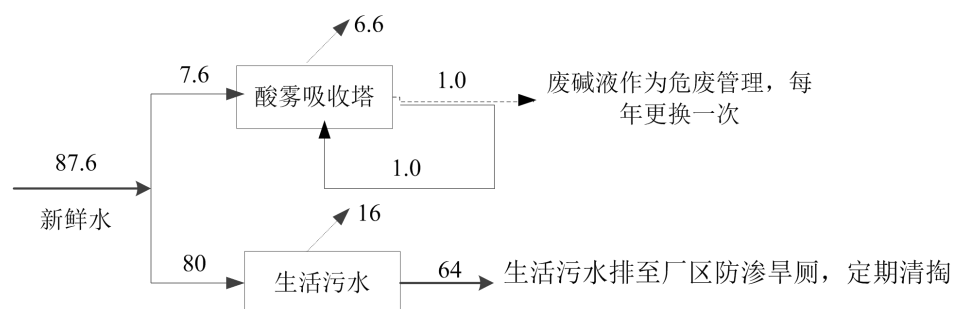 6.6
7.6
酸雾吸收塔
1.0
废碱液作为危废管理，每
年更换一次
87.6
1.0
新鲜水
16
80
生活污水
64
生活污水排至厂区防渗旱厕，定期清掏